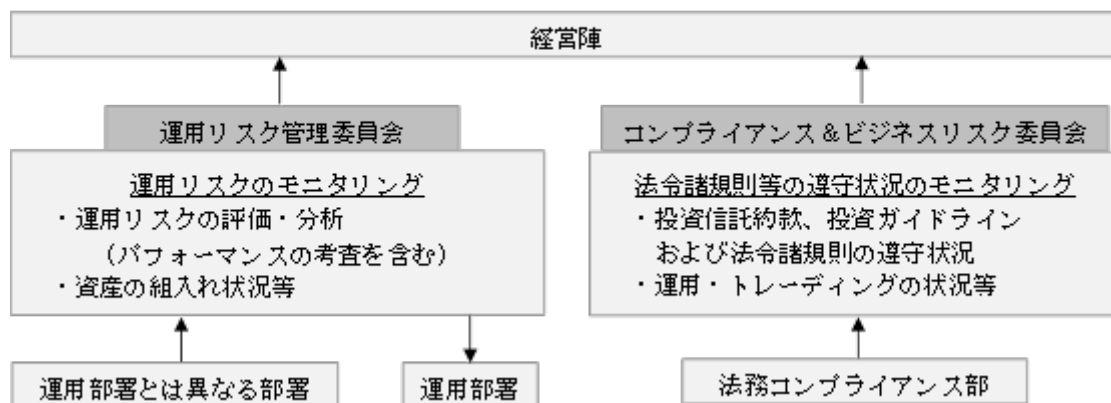 経営陣
運用リスク管理委員会
運用リスクのモニタリング
・運用リスクの評価・分析
（パフォーマンスの考査を含む）
・資産の組入れ状況等
運用部署とは異なる部署
運用部署
コンプライアンス＆ビジネスリスク委員会
法令諸規則等の遵守状況のモニタリング
・投資信託約款、投資ガイドライン
および法令諸規則の遵守状況
・運用・トレーディングの状況等
法務コンプライアンス部